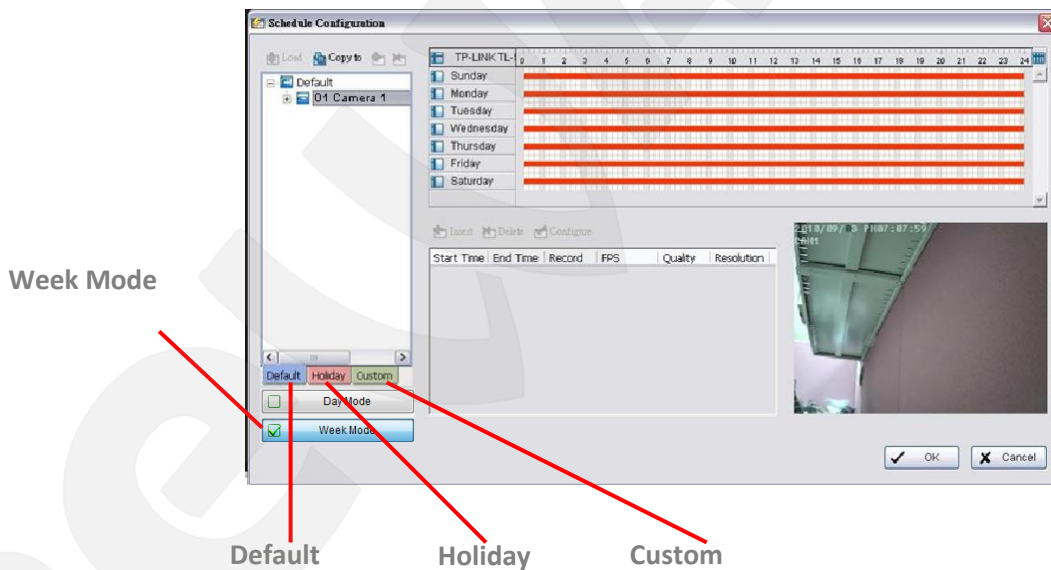 Schedule Configuration
Load Copy to
TP-LINK TL- 0 1 2 3 4 5 6 7 8 9 10 11 12 13 14 15 16 17 18 19 20 21 22 23 24
Default
01 Camera 1
Sunday
Monday
Tuesday
Wednesday
Thursday
Friday
Saturday
Insert Delete Configure
Start Time End Time Record FPS Quality Resolution
CAM1
Default Holiday Custom
Day Mode
Week Mode
OK Cancel
Week Mode
Default Holiday Custom